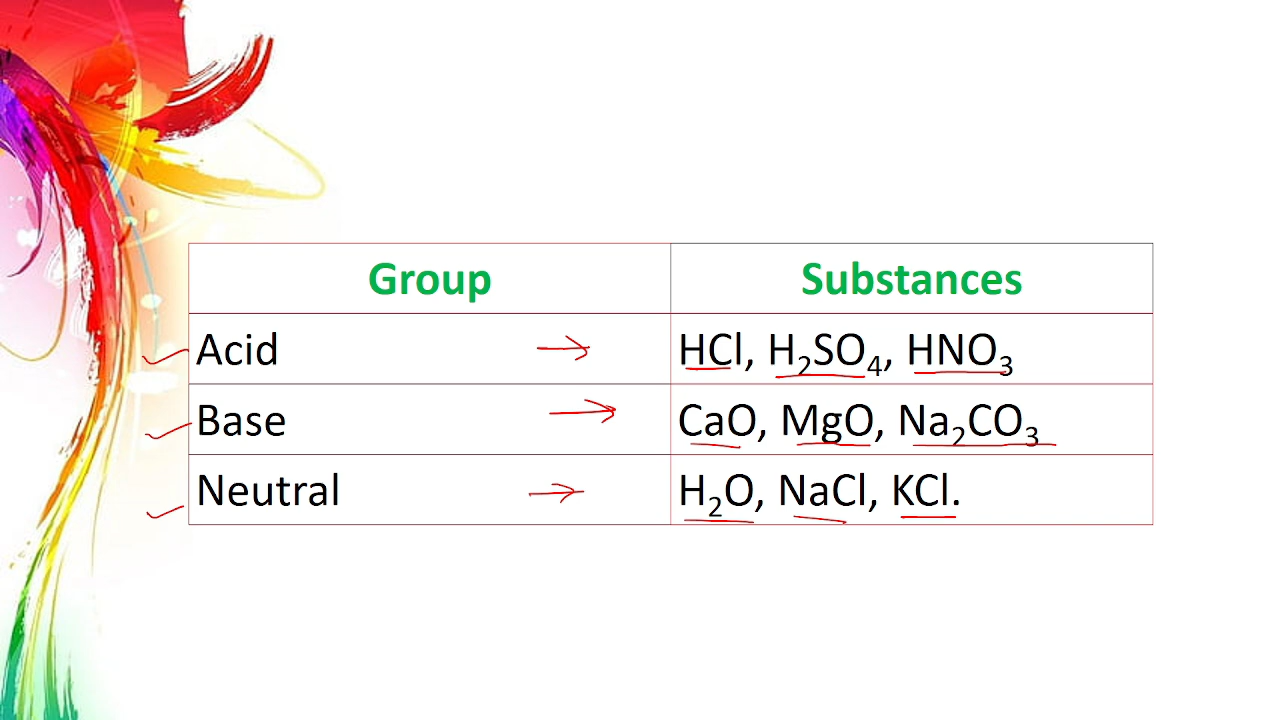 Group Substances
Acid HCl, H₂SO₄, HNO₃
Base CaO, MgO, Na₂CO₃
Neutral H₂O, NaCl, KCl.